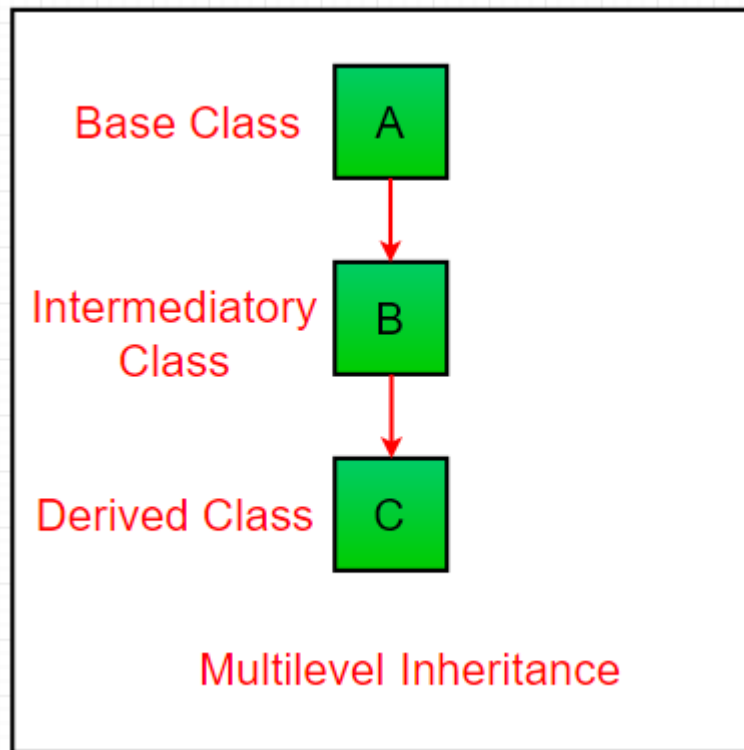 Base Class
A
Intermediatory
Class
B
Derived Class
C
Multilevel Inheritance